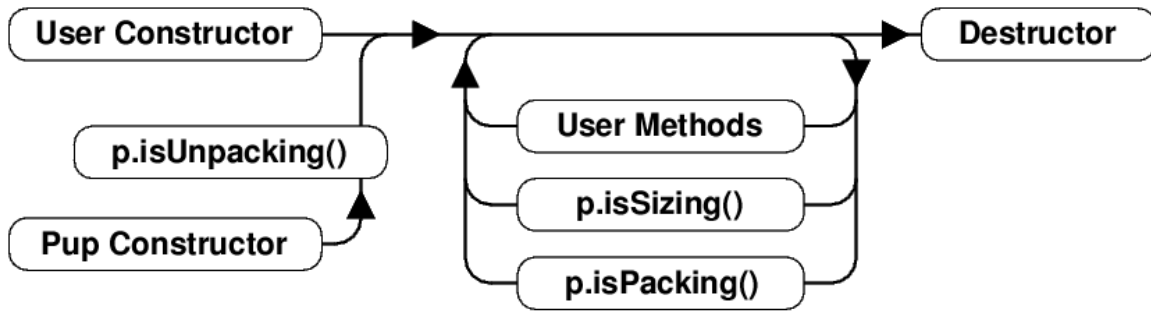 User Constructor
Destructor
User Methods
p.isUnpacking()
p.isSizing()
Pup Constructor
p.isPacking()